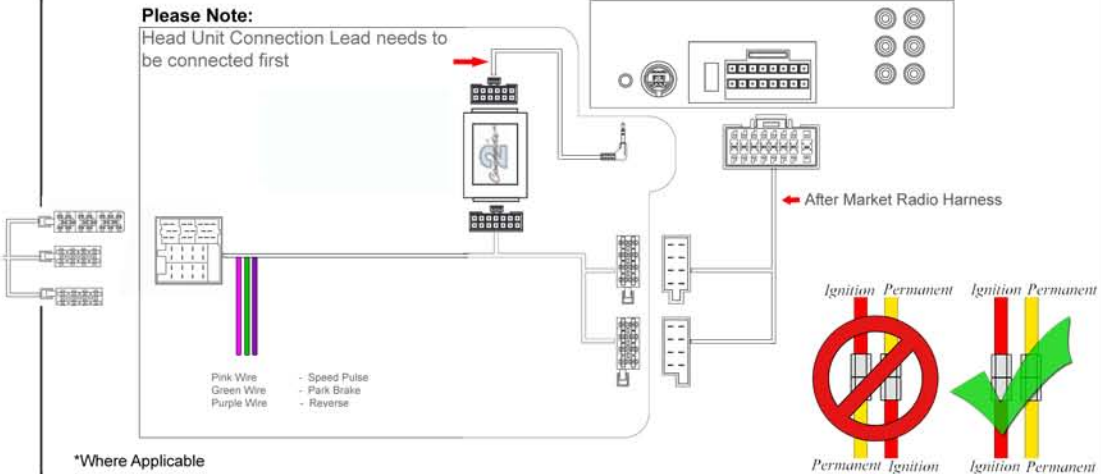 Please Note:
Head Unit Connection Lead needs to
be connected first
After Market Radio Harness
Ignition Permanent
Ignition Permanent
Pink Wire - Speed Pulse
Green Wire - Park Brake
Purple Wire - Reverse
*Where Applicable
Permanent Ignition
Ignition Permanent